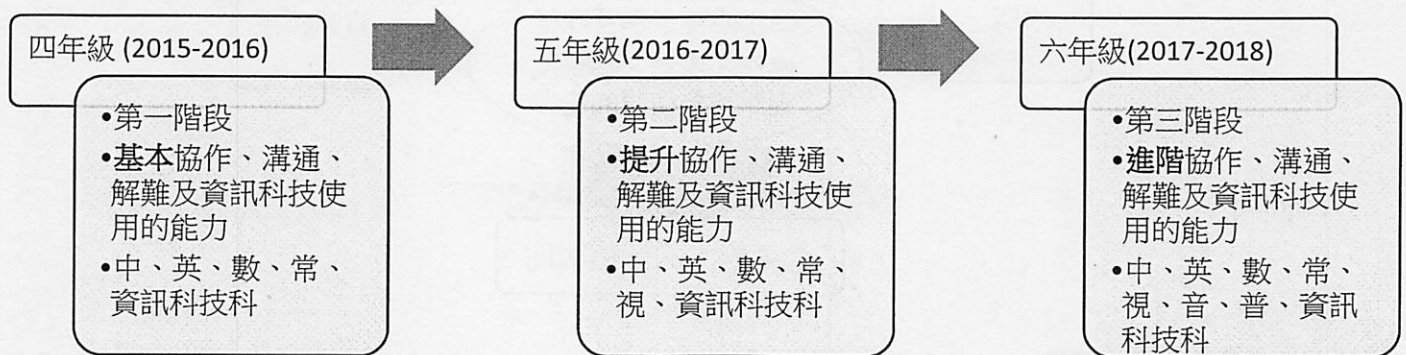 四年級 (2015-2016)
•第一階段
•基本協作、溝通、
解難及資訊科技使
用的能力
•中、英、數、常、
資訊科技科
五年級(2016-2017)
•第二階段
•提升協作、溝通、
解難及資訊科技使
用的能力
•中、英、數、常、
視、資訊科技科
六年級(2017-2018)
•第三階段
•進階協作、溝通、
解難及資訊科技使
用的能力
•中、英、數、常、
視、音、普、資訊
科技科